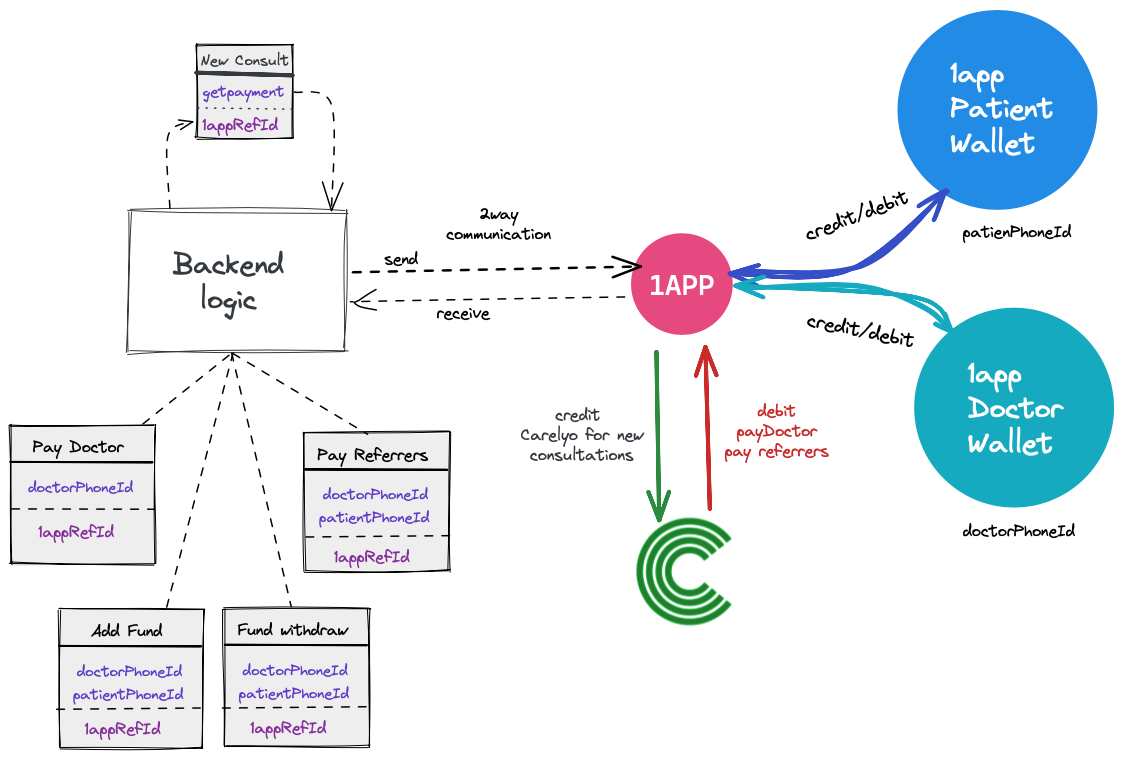 New Consult
getpayment
1appRefId
Backend
logic
2way
communication
send
receive
1APP
1app
Patient
Wallet
credit/debit
patienPhoneId
credit/debit
1app
Doctor
Wallet
doctorPhoneId
credit
Carelyo for new
consultations
debit
payDoctor
pay referrers
Pay Doctor
doctorPhoneId
1appRefId
Pay Referrers
doctorPhoneId
patientPhoneId
1appRefId
Add Fund
doctorPhoneId
patientPhoneId
1appRefId
Fund withdraw
doctorPhoneId
patientPhoneId
1appRefId